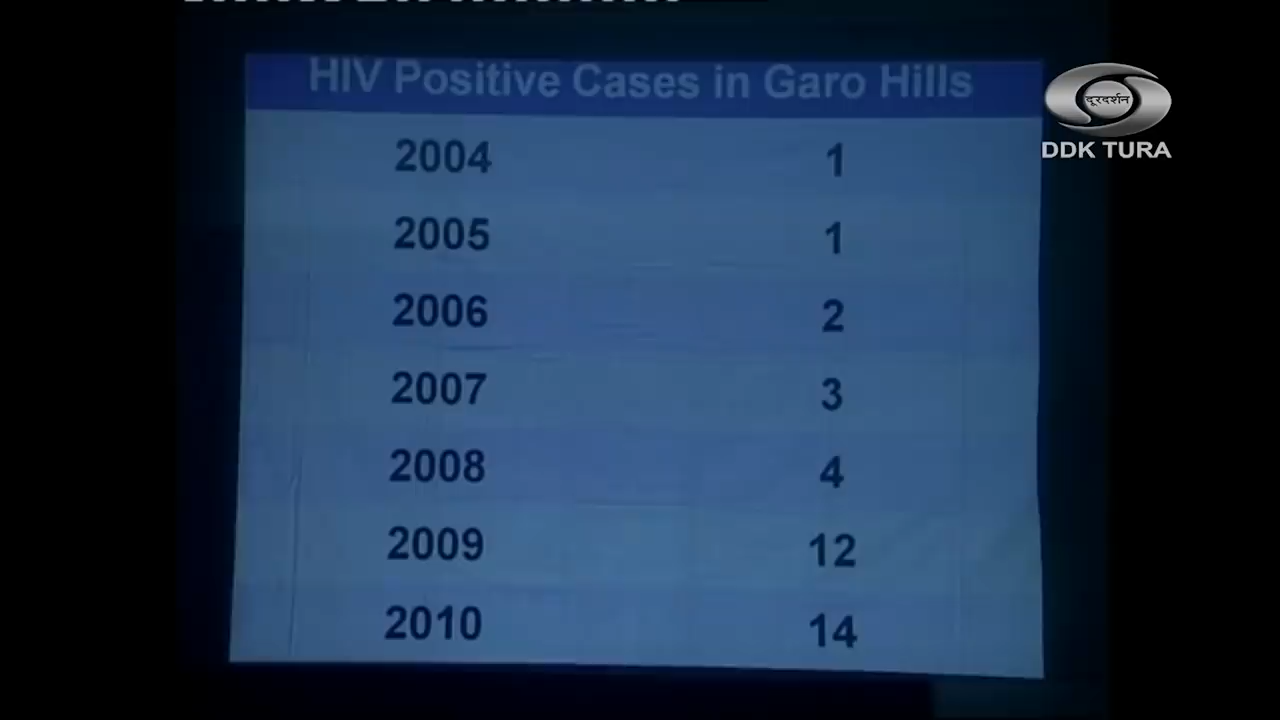 HIV Positive Cases in Garo Hills
2004 1
2005 1
2006 2
2007 3
2008 4
2009 12
2010 14
दूरदर्शन
DDK TURA